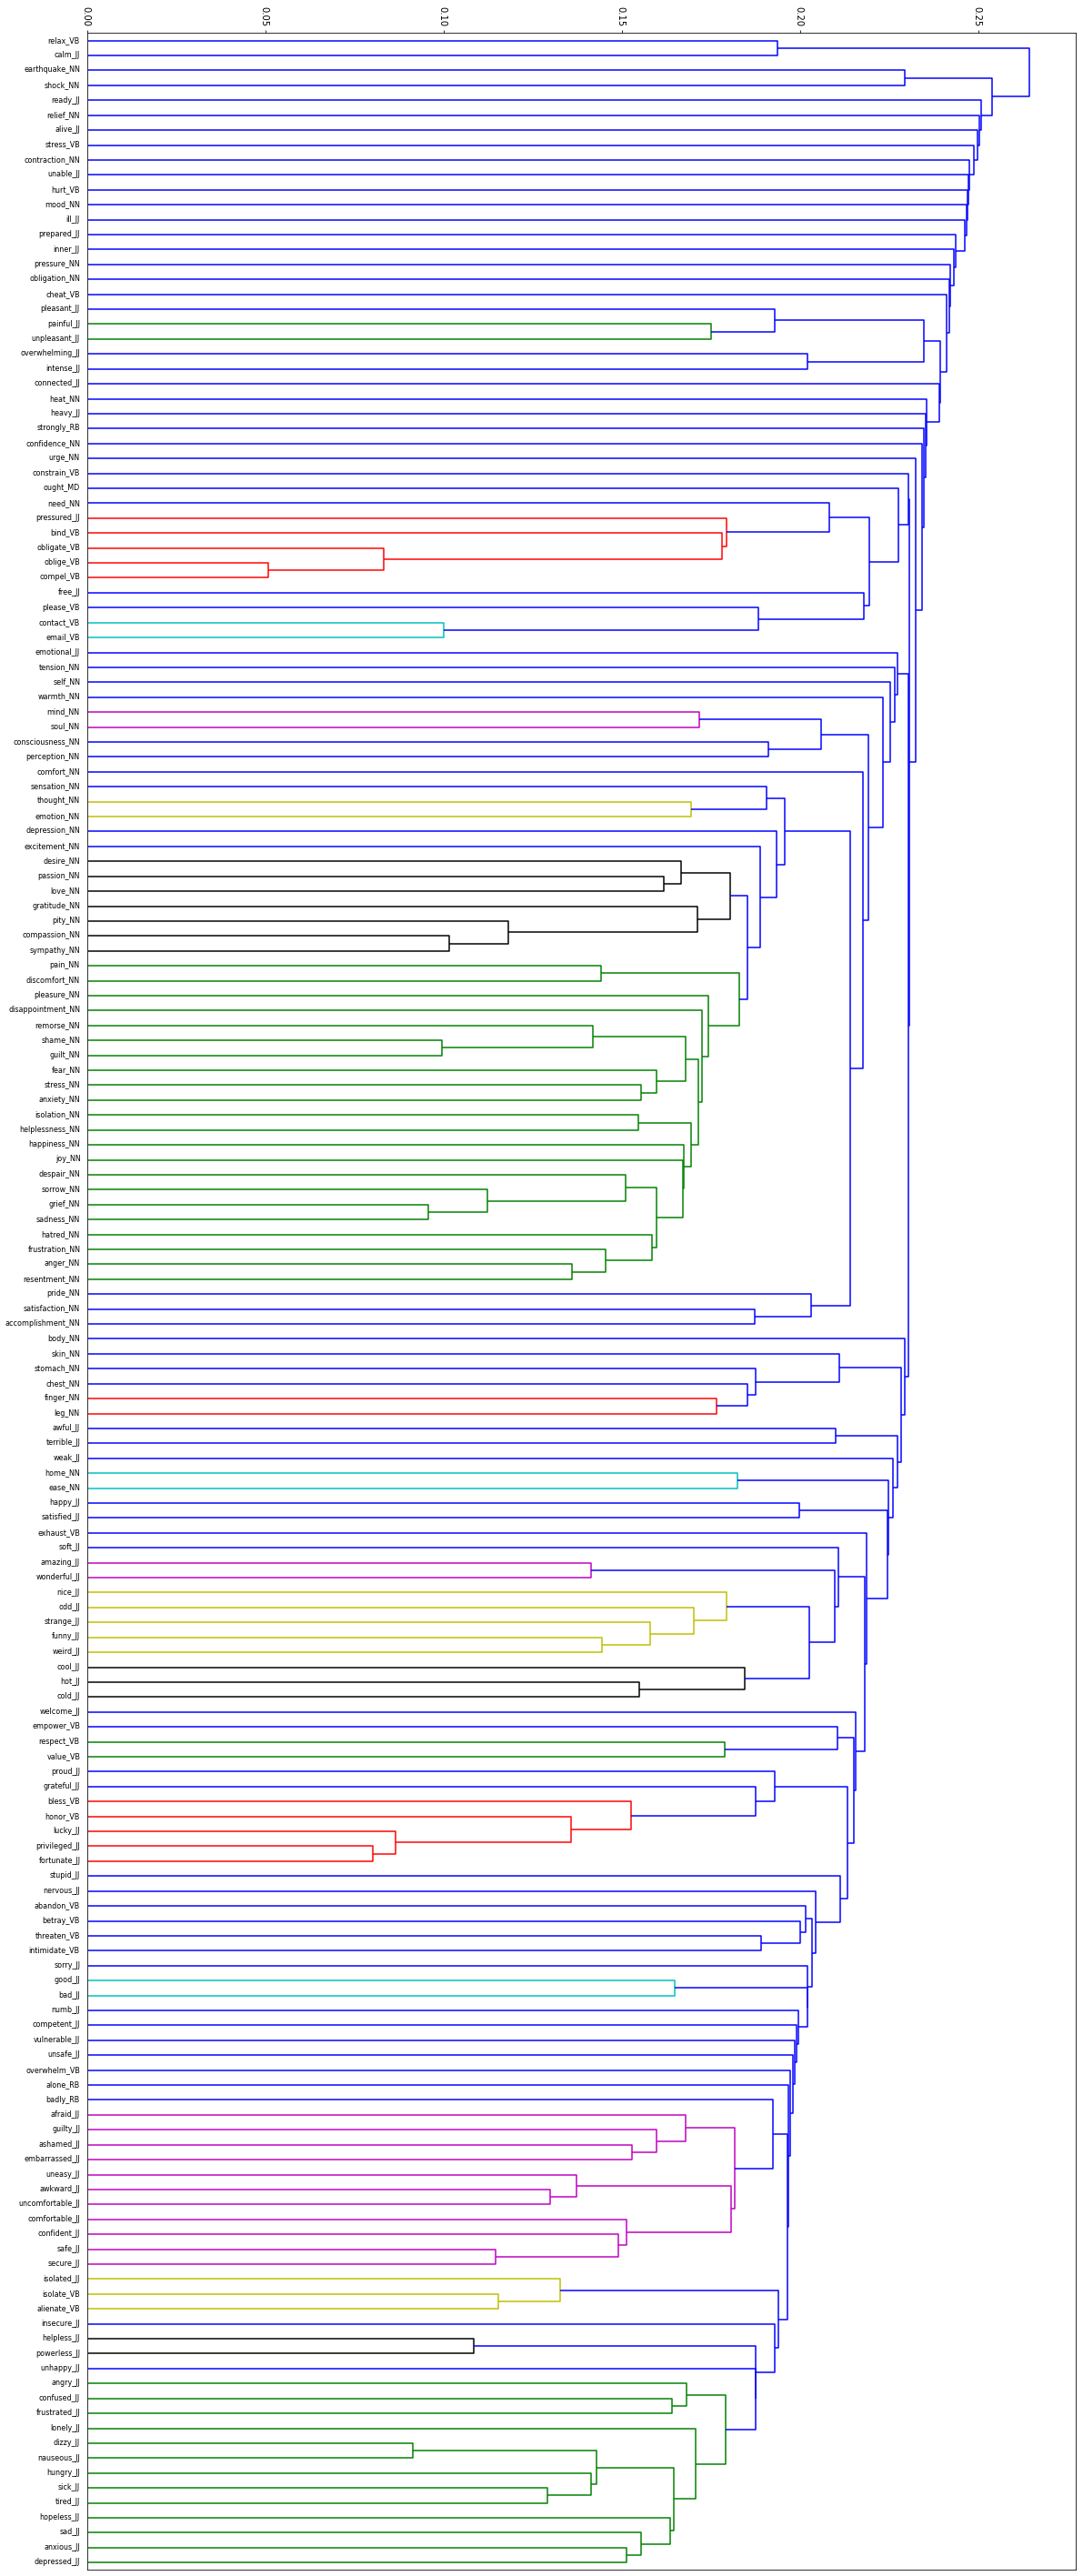 0.00
0.05
0.10
0.15
0.20
0.25
relax_VB
calm_JJ
earthquake_NN
shock_NN
ready_JJ
relief_NN
alive_JJ
stress_VB
contraction_NN
unable_JJ
hurt_VB
mood_NN
ill_JJ
prepared_JJ
inner_JJ
pressure_NN
obligation_NN
cheat_VB
pleasant_JJ
painful_JJ
unpleasant_JJ
overwhelming_JJ
intense_JJ
connected_JJ
heat_NN
heavy_JJ
strongly_RB
confidence_NN
urge_NN
constrain_VB
ought_MD
need_NN
pressured_JJ
bind_VB
obligate_VB
oblige_VB
compel_VB
free_JJ
please_VB
contact_VB
email_VB
emotional_JJ
tension_NN
self_NN
warmth_NN
mind_NN
soul_NN
consciousness_NN
perception_NN
comfort_NN
sensation_NN
thought_NN
emotion_NN
depression_NN
excitement_NN
desire_NN
passion_NN
love_NN
gratitude_NN
pity_NN
compassion_NN
sympathy_NN
pain_NN
discomfort_NN
pleasure_NN
disappointment_NN
remorse_NN
shame_NN
guilt_NN
fear_NN
stress_NN
anxiety_NN
isolation_NN
helplessness_NN
happiness_NN
joy_NN
despair_NN
sorrow_NN
grief_NN
sadness_NN
hatred_NN
frustration_NN
anger_NN
resentment_NN
pride_NN
satisfaction_NN
accomplishment_NN
body_NN
skin_NN
stomach_NN
chest_NN
finger_NN
leg_NN
awful_JJ
terrible_JJ
weak_JJ
home_NN
ease_NN
happy_JJ
satisfied_JJ
exhaust_VB
soft_JJ
amazing_JJ
wonderful_JJ
nice_JJ
odd_JJ
strange_JJ
funny_JJ
weird_JJ
cool_JJ
hot_JJ
cold_JJ
welcome_JJ
empower_VB
respect_VB
value_VB
proud_JJ
grateful_JJ
bless_VB
honor_VB
lucky_JJ
privileged_JJ
fortunate_JJ
stupid_JJ
nervous_JJ
abandon_VB
betray_VB
threaten_VB
intimidate_VB
sorry_JJ
good_JJ
bad_JJ
numb_JJ
competent_JJ
vulnerable_JJ
unsafe_JJ
overwhelm_VB
alone_RB
badly_RB
afraid_JJ
guilty_JJ
ashamed_JJ
embarrassed_JJ
uneasy_JJ
awkward_JJ
uncomfortable_JJ
comfortable_JJ
confident_JJ
safe_JJ
secure_JJ
isolated_JJ
isolate_VB
alienate_VB
insecure_JJ
helpless_JJ
powerless_JJ
unhappy_JJ
angry_JJ
confused_JJ
frustrated_JJ
lonely_JJ
dizzy_JJ
nauseous_JJ
hungry_JJ
sick_JJ
tired_JJ
hopeless_JJ
sad_JJ
anxious_JJ
depressed_JJ